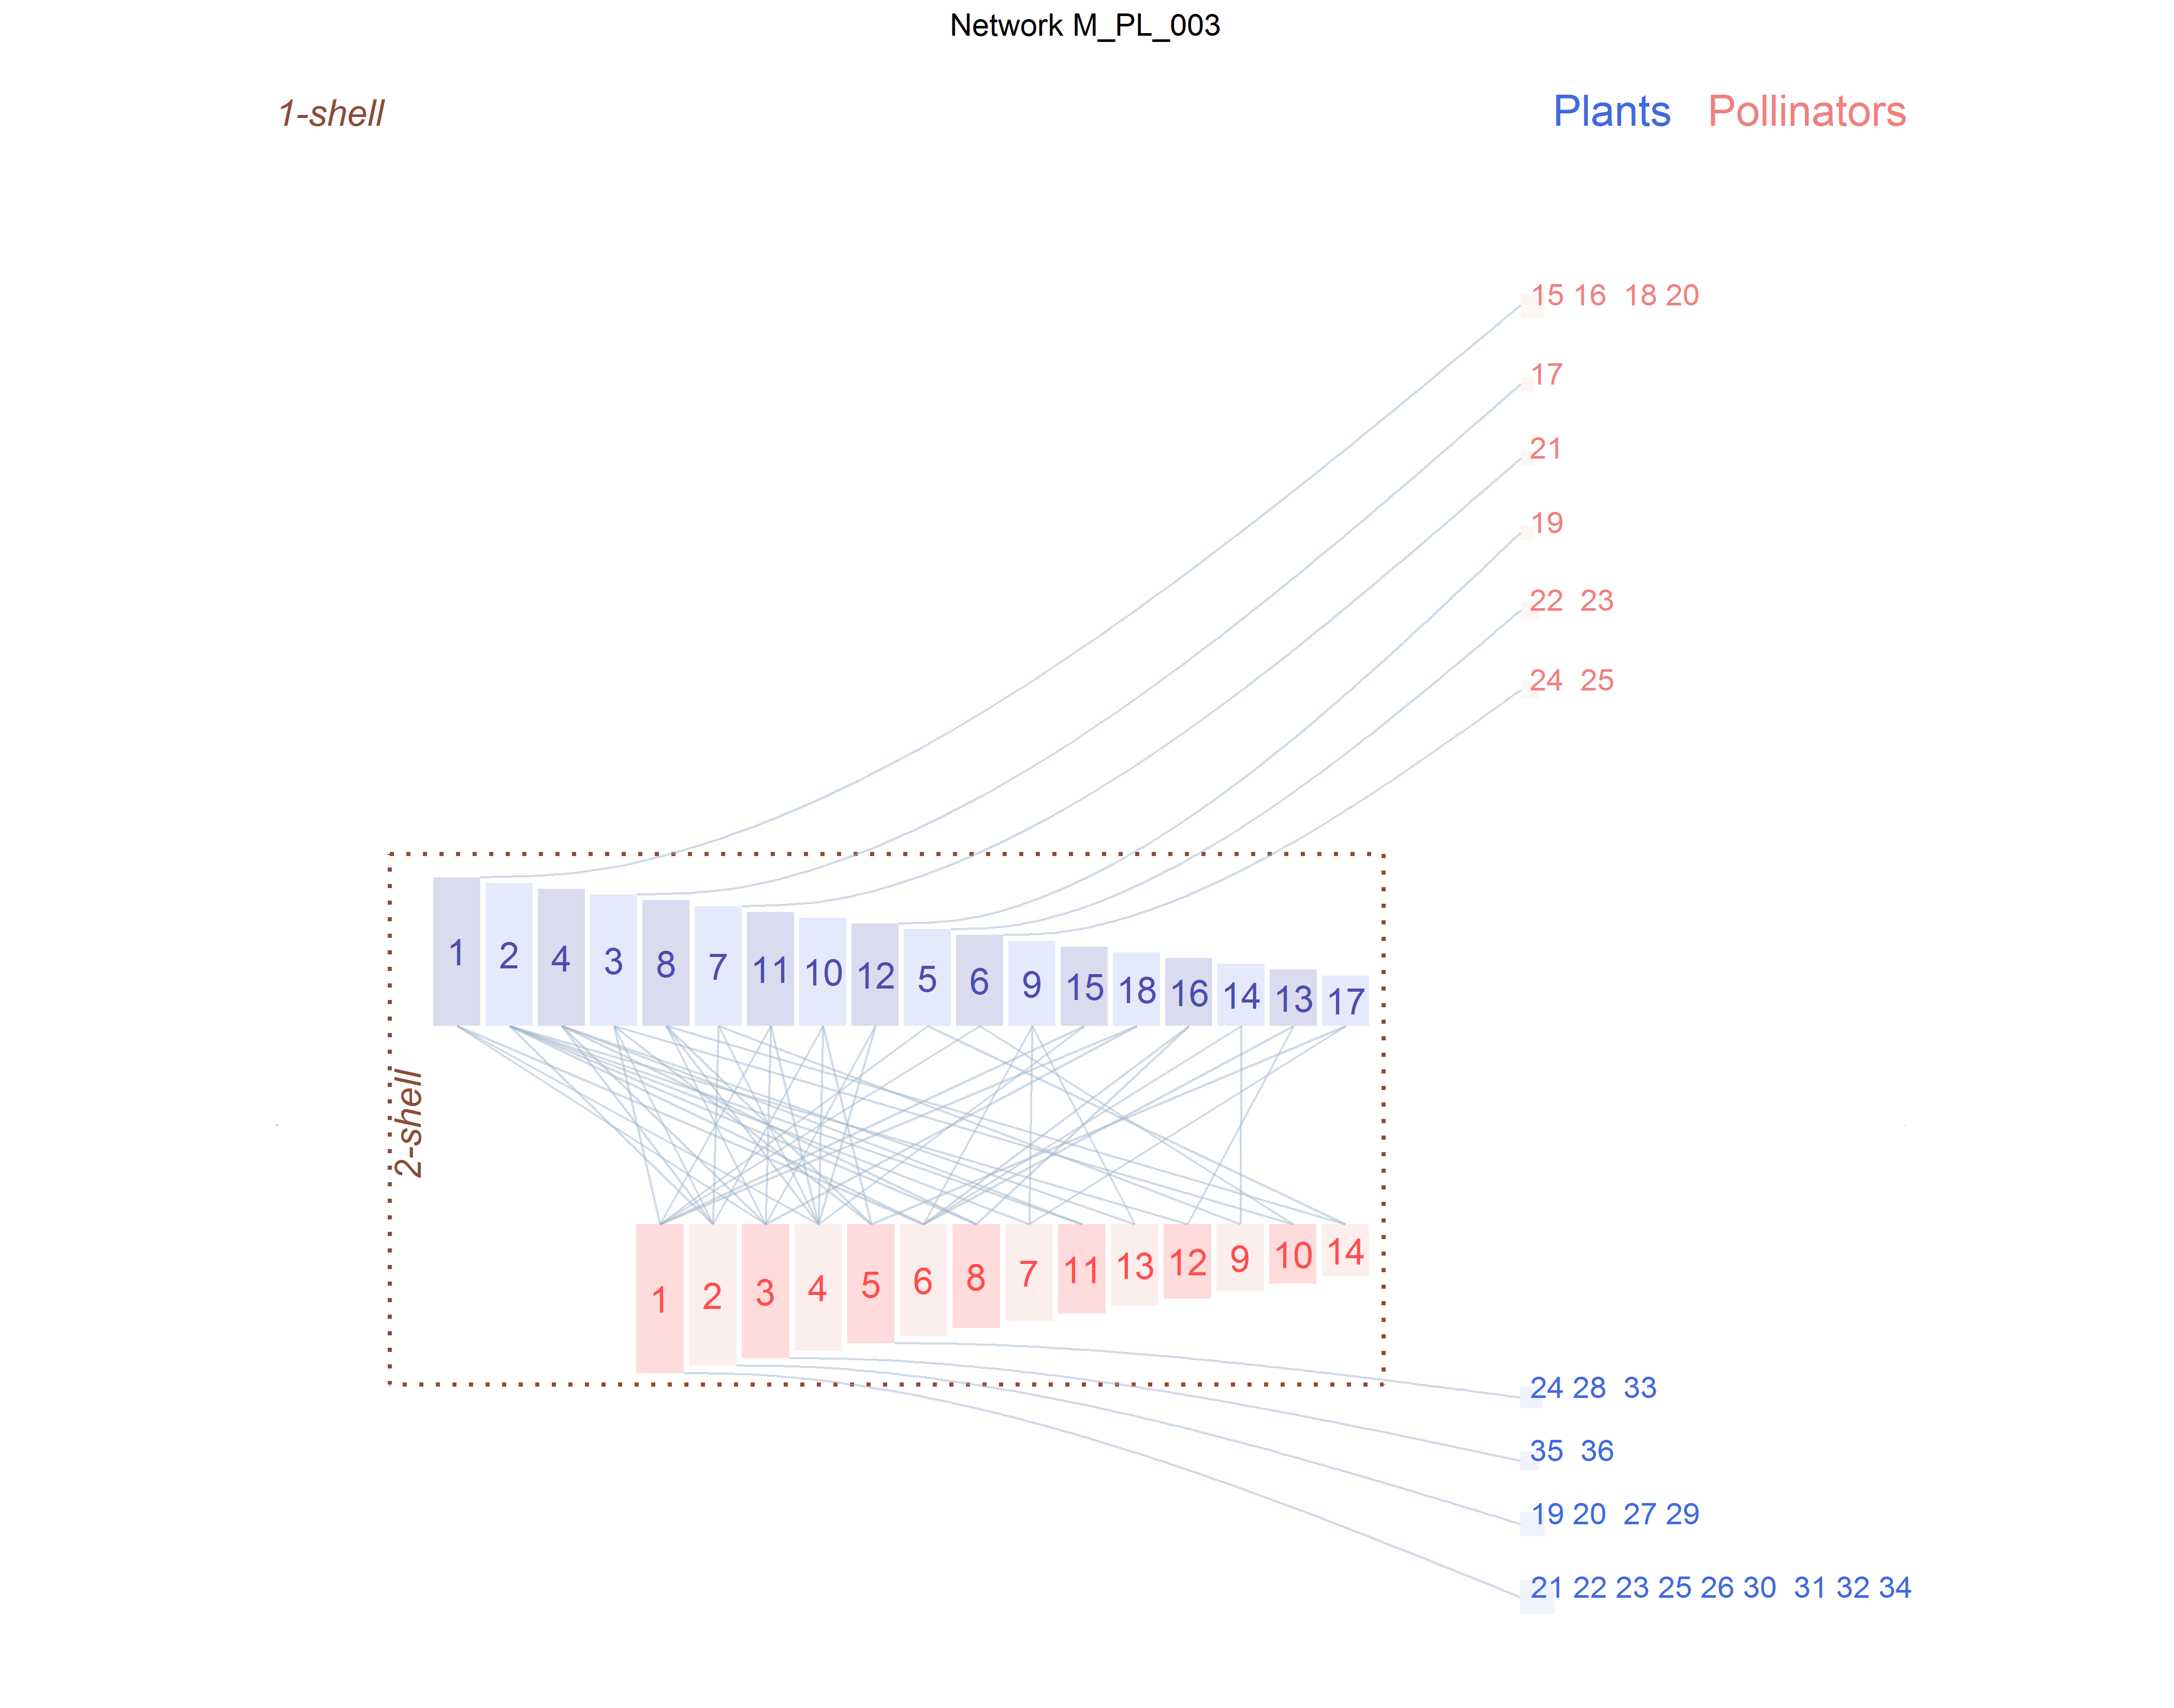 Network M_PL_003
1-shell
Plants Pollinators
15 16 18 20
17
21
19
22 23
24 25
1 2 4 3 8 7 11 10 12 5 6 9 15 18 16 14 13 17
2-shell
1 2 3 4 5 6 8 7 11 13 12 9 10 14
24 28 33
35 36
19 20 27 29
21 22 23 25 26 30 31 32 34